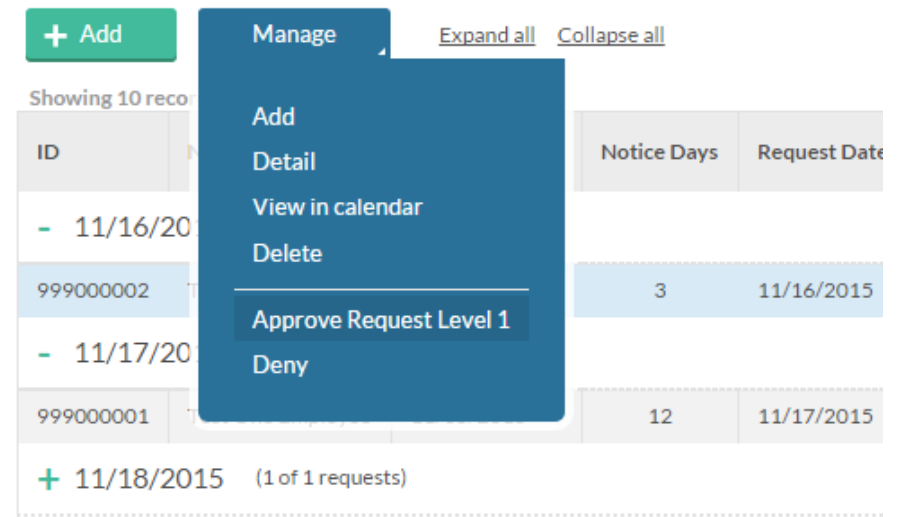 + Add Manage Expand all Collapse all
Showing 10 reco
Add
ID Notice Days Request Date
Detail
View in calendar
- 11/16/20
Delete
999000002 3 11/16/2015
Approve Request Level 1
- 11/17/20
Deny
999000001 12 11/17/2015
+ 11/18/2015 (1 of 1 requests)